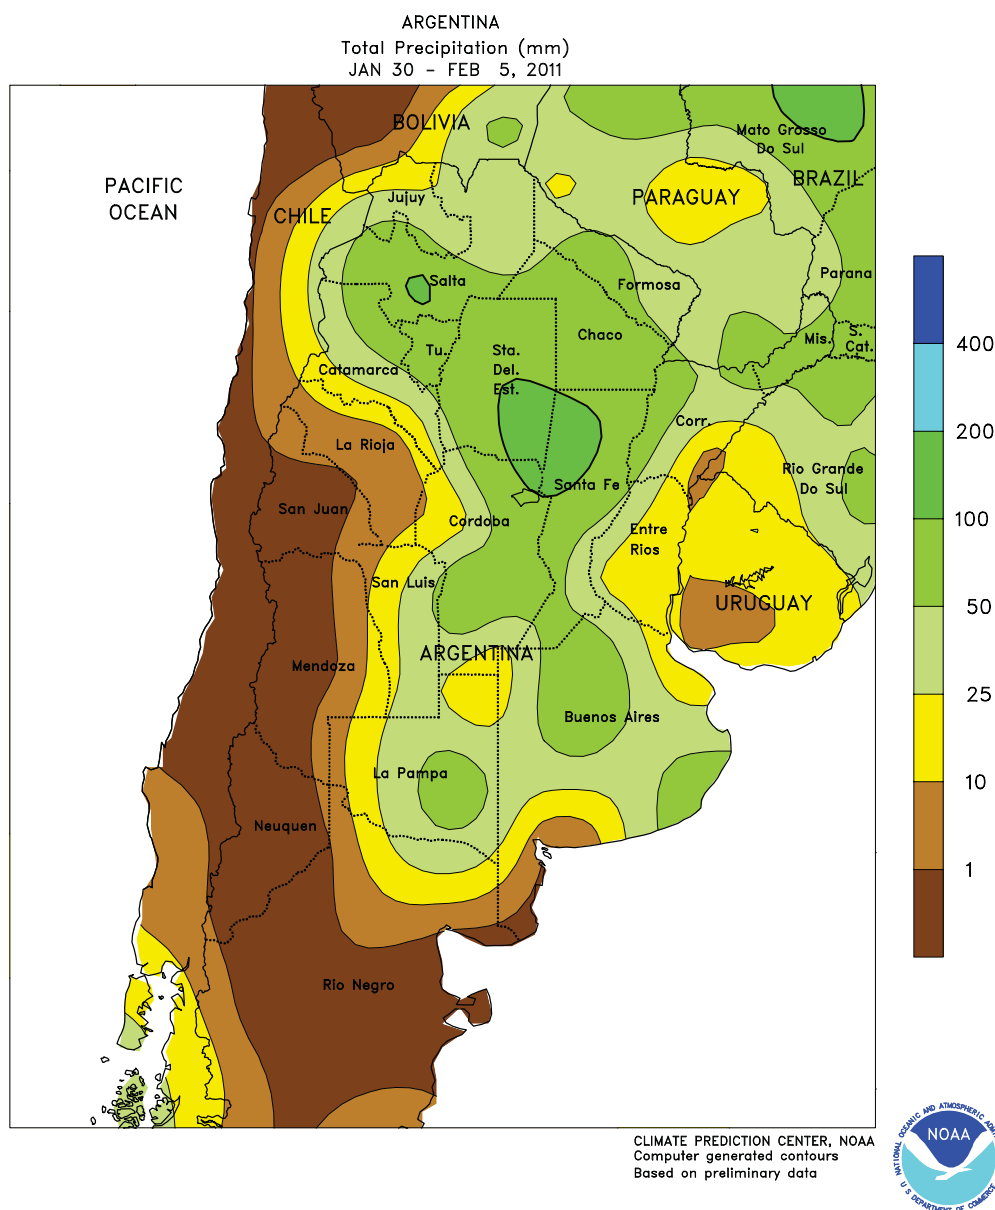 ARGENTINA
Total Precipitation (mm)
JAN 30 - FEB 5, 2011
BOLIVIA
Mato Grosso
Do Sul
PACIFIC
OCEAN
BRAZIL
Jujuy
PARAGUAY
CHILE
Salta
Formosa
Parana
Chaco
Mis.
S.
Cat.
Tu.
Sta.
Del.
Est.
Catamarca
400
Corr.
200
La Rioja
Rio Grande
Do Sul
Santa Fe
San Juan
Cordoba
100
Entre
Rios
San Luis
URUGUAY
50
ARGENTINA
Mendoza
25
Buenos Aires
La Pampa
10
Neuquen
1
Rio Negro
CLIMATE PREDICTION CENTER, NOAA
Computer generated contours
Based on preliminary data
NOAA
NATIONAL OCEANIC AND ATMOSPHERIC ADMI
U S DEPARTMENT OF COMMERCE